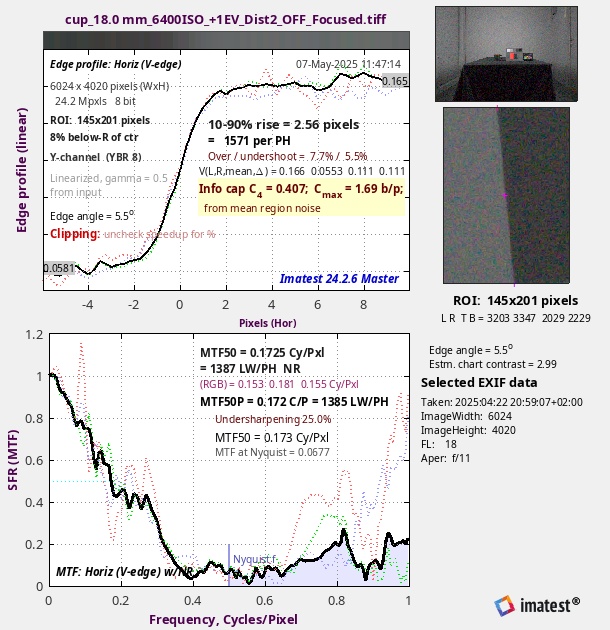 cup_18.0 mm_6400ISO_+1EV_Dist2_OFF_Focused.tiff
Edge profile: Horiz (V-edge)
07-May-2025 11:47:14
0.165
6024 x 4020 pixels (WxH)
24.2 Mpxls 8 bit
ROI: 145x201 pixels
8% below-R of ctr
Y-channel (YBR 8)
Linearized, gamma = 0.5
from input
Edge angle = 5.5°
Clipping: uncheck speedup for %
10-90% rise = 2.56 pixels
= 1571 per PH
Over / undershoot = 7.7% / 5.5%
V(L,R,mean,Δ) = 0.166 0.0553 0.111 0.111
Info cap C4 = 0.407; Cmax = 1.69 b/p;
from mean region noise
0.0581
Imatest 24.2.6 Master
Edge profile (linear)
-4 -2 0 2 4 6 8
Pixels (Hor)
ROI: 145x201 pixels
L R T B = 3203 3347 2029 2229
Edge angle = 5.5°
Estm. chart contrast = 2.99
Selected EXIF data
Taken: 2025:04:22 20:59:07+02:00
ImageWidth: 6024
ImageHeight: 4020
FL: 18
Aper: f/11
1.2
1
0.8
0.6
0.4
0.2
0
SFR (MTF)
MTF50 = 0.1725 Cy/Pxl
= 1387 LW/PH NR
(RGB) = 0.153 0.181 0.155 Cy/Pxl
MTF50P = 0.172 C/P = 1385 LW/PH
Undersharpening 25.0%
MTF50 = 0.173 Cy/Pxl
MTF at Nyquist = 0.0677
Nyquist f
MTF: Horiz (V-edge) w/NR
0 0.2 0.4 0.6 0.8 1
Frequency, Cycles/Pixel
imatest®